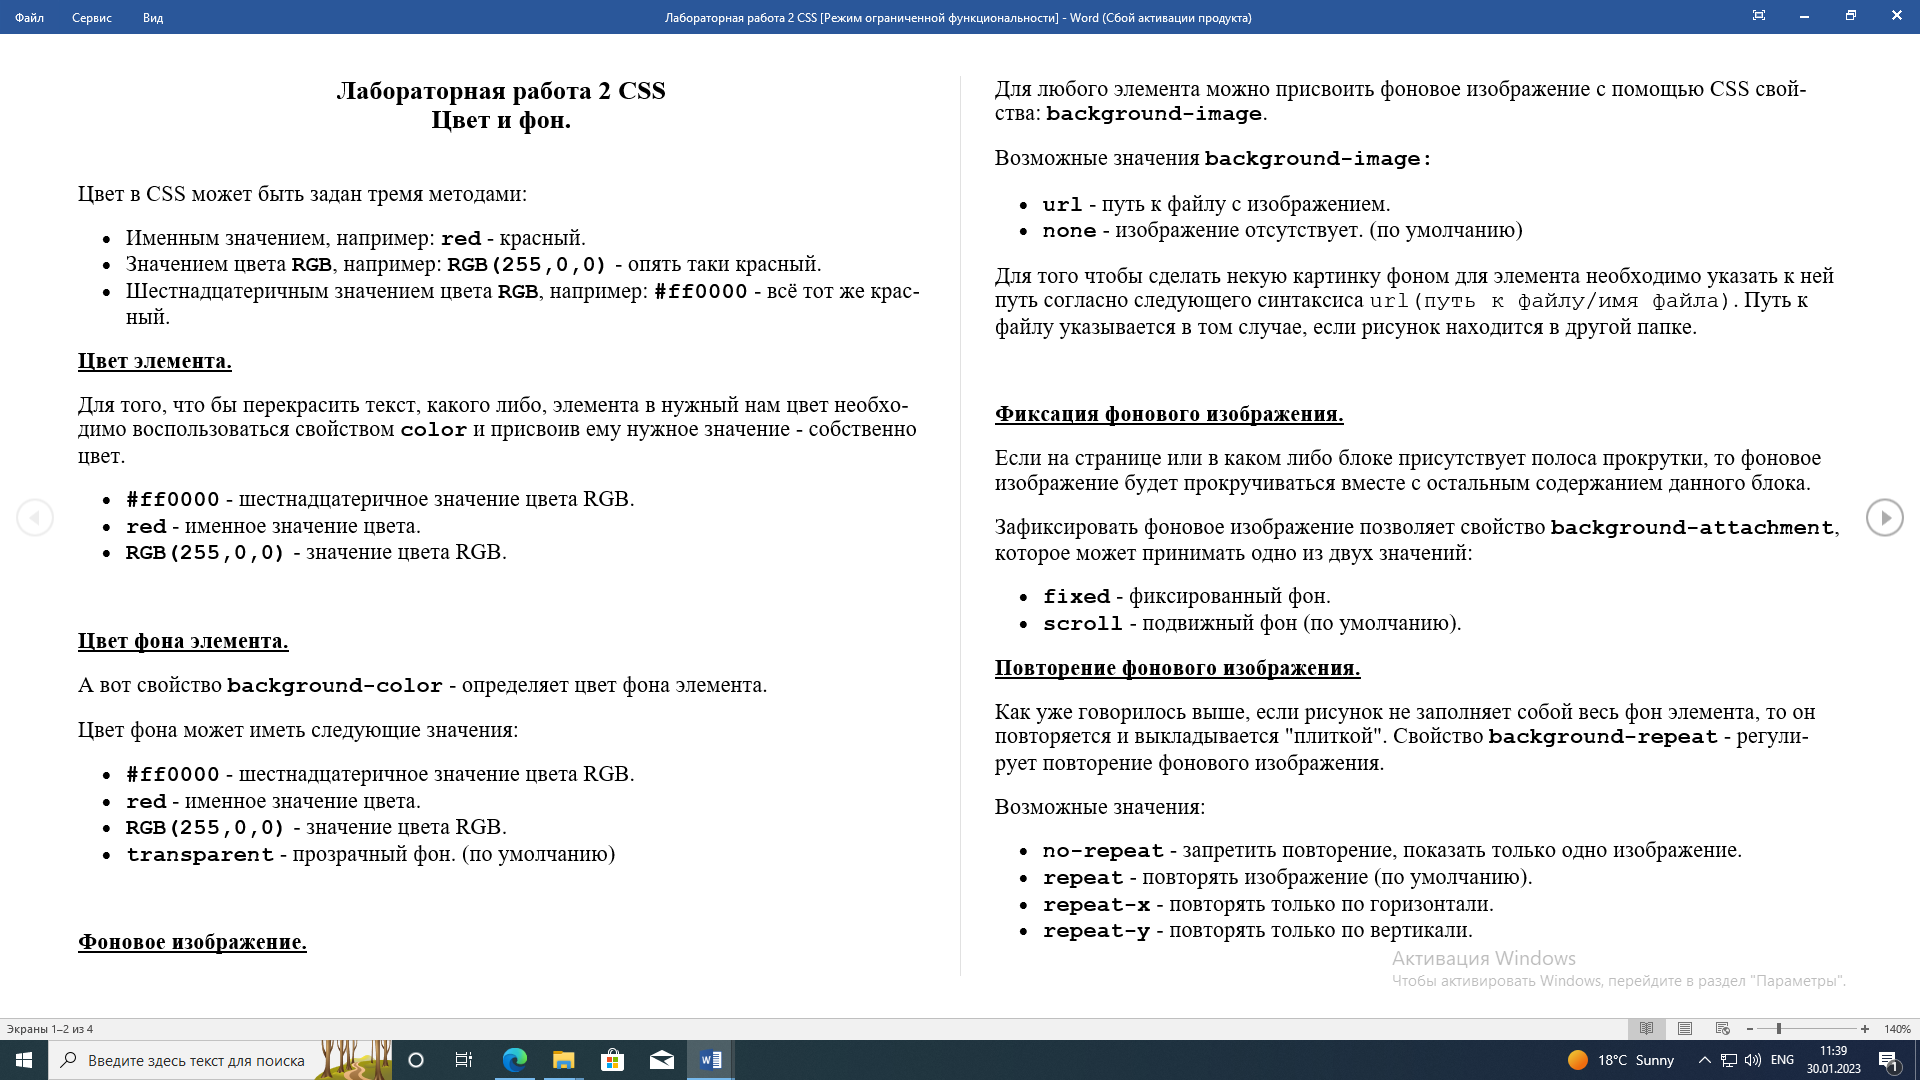 Файл Сервис Вид Лабораторная работа 2 CSS [Режим ограниченной функциональности] - Word (Сбой активации продукта)
Лабораторная работа 2 CSS
Цвет и фон.
Цвет в CSS может быть задан тремя методами:
• Именным значением, например: red - красный.
• Значением цвета RGB, например: RGB(255,0,0) - опять таки красный.
• Шестнадцатеричным значением цвета RGB, например: #ff0000 - всё тот же крас-
ный.
Цвет элемента.
Для того, что бы перекрасить текст, какого либо, элемента в нужный нам цвет необхо-
димо воспользоваться свойством color и присвоив ему нужное значение - собственно
цвет.
• #ff0000 - шестнадцатеричное значение цвета RGB.
• red - именное значение цвета.
• RGB(255,0,0) - значение цвета RGB.
Цвет фона элемента.
А вот свойство background-color - определяет цвет фона элемента.
Цвет фона может иметь следующие значения:
• #ff0000 - шестнадцатеричное значение цвета RGB.
• red - именное значение цвета.
• RGB(255,0,0) - значение цвета RGB.
• transparent - прозрачный фон. (по умолчанию)
Фоновое изображение.
Для любого элемента можно присвоить фоновое изображение с помощью CSS свой-
ства: background-image.
Возможные значения background-image:
• url - путь к файлу с изображением.
• none - изображение отсутствует. (по умолчанию)
Для того чтобы сделать некую картинку фоном для элемента необходимо указать к ней
путь согласно следующего синтаксиса url(путь к файлу/имя файла). Путь к
файлу указывается в том случае, если рисунок находится в другой папке.
Фиксация фонового изображения.
Если на странице или в каком либо блоке присутствует полоса прокрутки, то фоновое
изображение будет прокручиваться вместе с остальным содержанием данного блока.
Зафиксировать фоновое изображение позволяет свойство background-attachment,
которое может принимать одно из двух значений:
• fixed - фиксированный фон.
• scroll - подвижный фон (по умолчанию).
Повторение фонового изображения.
Как уже говорилось выше, если рисунок не заполняет собой весь фон элемента, то он
повторяется и выкладывается "плиткой". Свойство background-repeat - регули-
рует повторение фонового изображения.
Возможные значения:
• no-repeat - запретить повторение, показать только одно изображение.
• repeat - повторять изображение (по умолчанию).
• repeat-x - повторять только по горизонтали.
• repeat-y - повторять только по вертикали.
Активация Windows
Чтобы активировать Windows, перейдите в раздел "Параметры".
Экраны 1–2 из 4 140%
Введите здесь текст для поиска 18°C Sunny ENG 11:39
30.01.2023 1